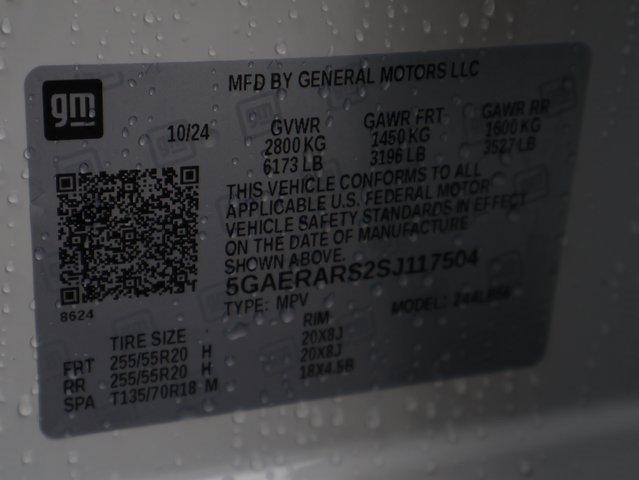 gm
MFD BY GENERAL MOTORS LLC
10/24
GVWR GAWR FRT GAWR RR
2800 KG 1450 KG 1600 KG
6173 LB 3196 LB 3527 LB
THIS VEHICLE CONFORMS TO ALL
APPLICABLE U.S. FEDERAL MOTOR
VEHICLE SAFETY STANDARDS IN EFFECT
ON THE DATE OF MANUFACTURE
SHOWN ABOVE.
5GAERARS2SJ117504
TYPE: MPV MODEL:
8624
TIRE SIZE RIM
FRT 255/55R20 H 20X8J
RR 255/55R20 H 20X8J
SPA T135/70R18 M 18X4.5B